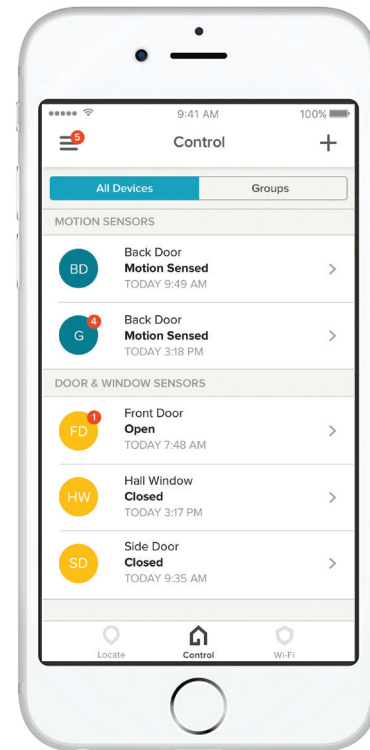 9:41 AM 100%
5
Control
+
All Devices Groups
MOTION SENSORS
BD
Back Door
Motion Sensed
TODAY 9:49 AM
G 4
Back Door
Motion Sensed
TODAY 3:18 PM
DOOR & WINDOW SENSORS
FD 1
Front Door
Open
TODAY 7:48 AM
HW
Hall Window
Closed
TODAY 3:17 PM
SD
Side Door
Closed
TODAY 9:35 AM
Locate Control Wi-Fi